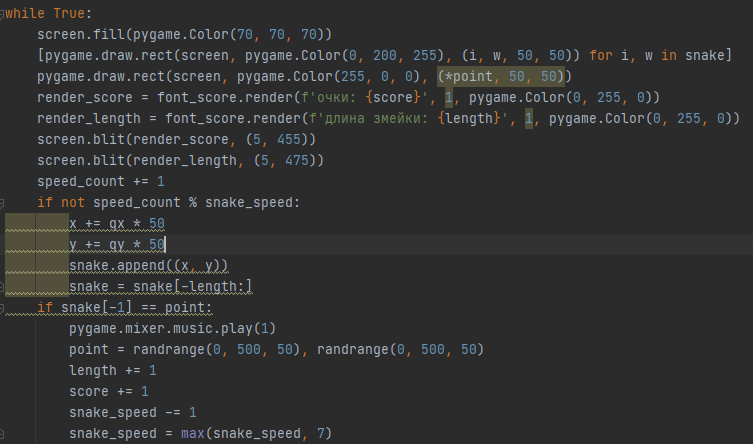 while True:
    screen.fill(pygame.Color(70, 70, 70))
    [pygame.draw.rect(screen, pygame.Color(0, 200, 255), (i, w, 50, 50)) for i, w in snake]
    pygame.draw.rect(screen, pygame.Color(255, 0, 0), (*point, 50, 50))
    render_score = font_score.render(f'очки: {score}', 1, pygame.Color(0, 255, 0))
    render_length = font_score.render(f'длина змейки: {length}', 1, pygame.Color(0, 255, 0))
    screen.blit(render_score, (5, 455))
    screen.blit(render_length, (5, 475))
    speed_count += 1
    if not speed_count % snake_speed:
        x += qx * 50
        y += qy * 50
        snake.append((x, y))
        snake = snake[-length:]
    if snake[-1] == point:
        pygame.mixer.music.play(1)
        point = randrange(0, 500, 50), randrange(0, 500, 50)
        length += 1
        score += 1
        snake_speed -= 1
        snake_speed = max(snake_speed, 7)